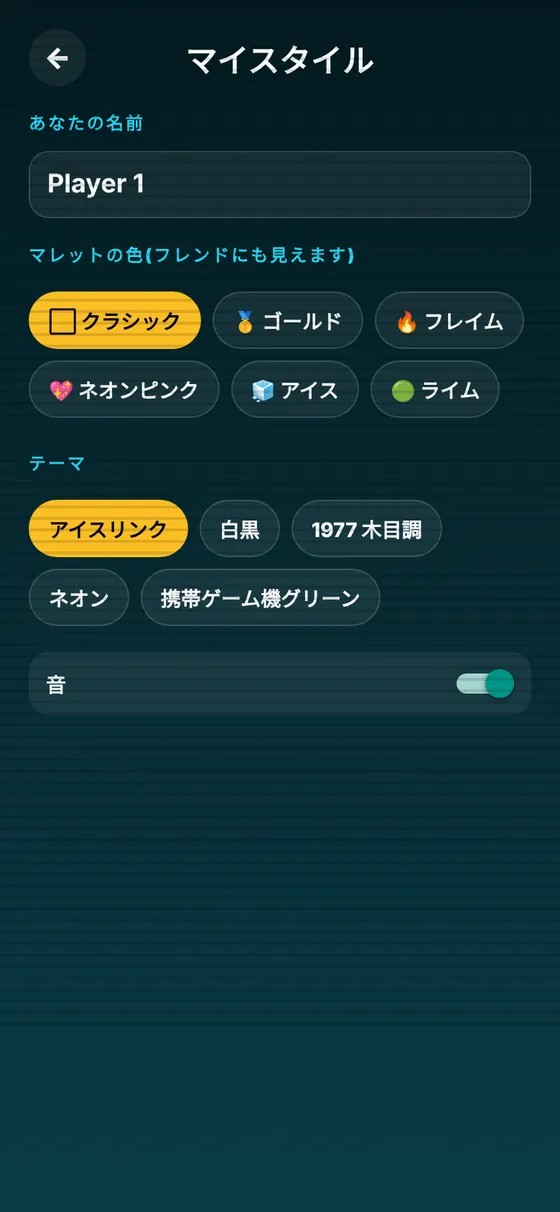 マイスタイル
あなたの名前
Player 1
マレットの色(フレンドにも見えます)
クラシック 🥇 ゴールド 🔥 フレイム
💖 ネオンピンク 🧊 アイス 🟢 ライム
テーマ
アイスリンク 白黒 1977 木目調
ネオン 携帯ゲーム機グリーン
音